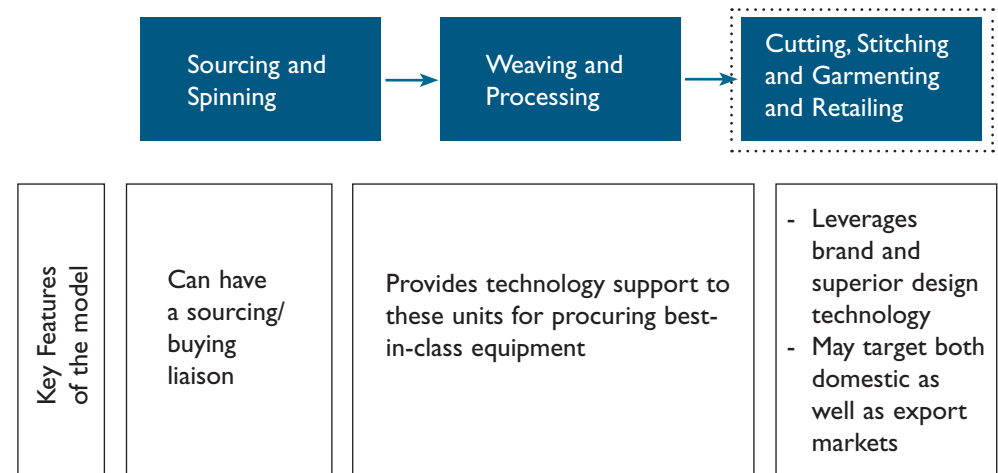 Sourcing and
Spinning
Weaving and
Processing
Cutting, Stitching
and Garmenting
and Retailing
Key Features
of the model
Can have
a sourcing/
buying
liaison
Provides technology support to
these units for procuring best-
in-class equipment
- Leverages
brand and
superior design
technology
- May target both
domestic as
well as export
markets